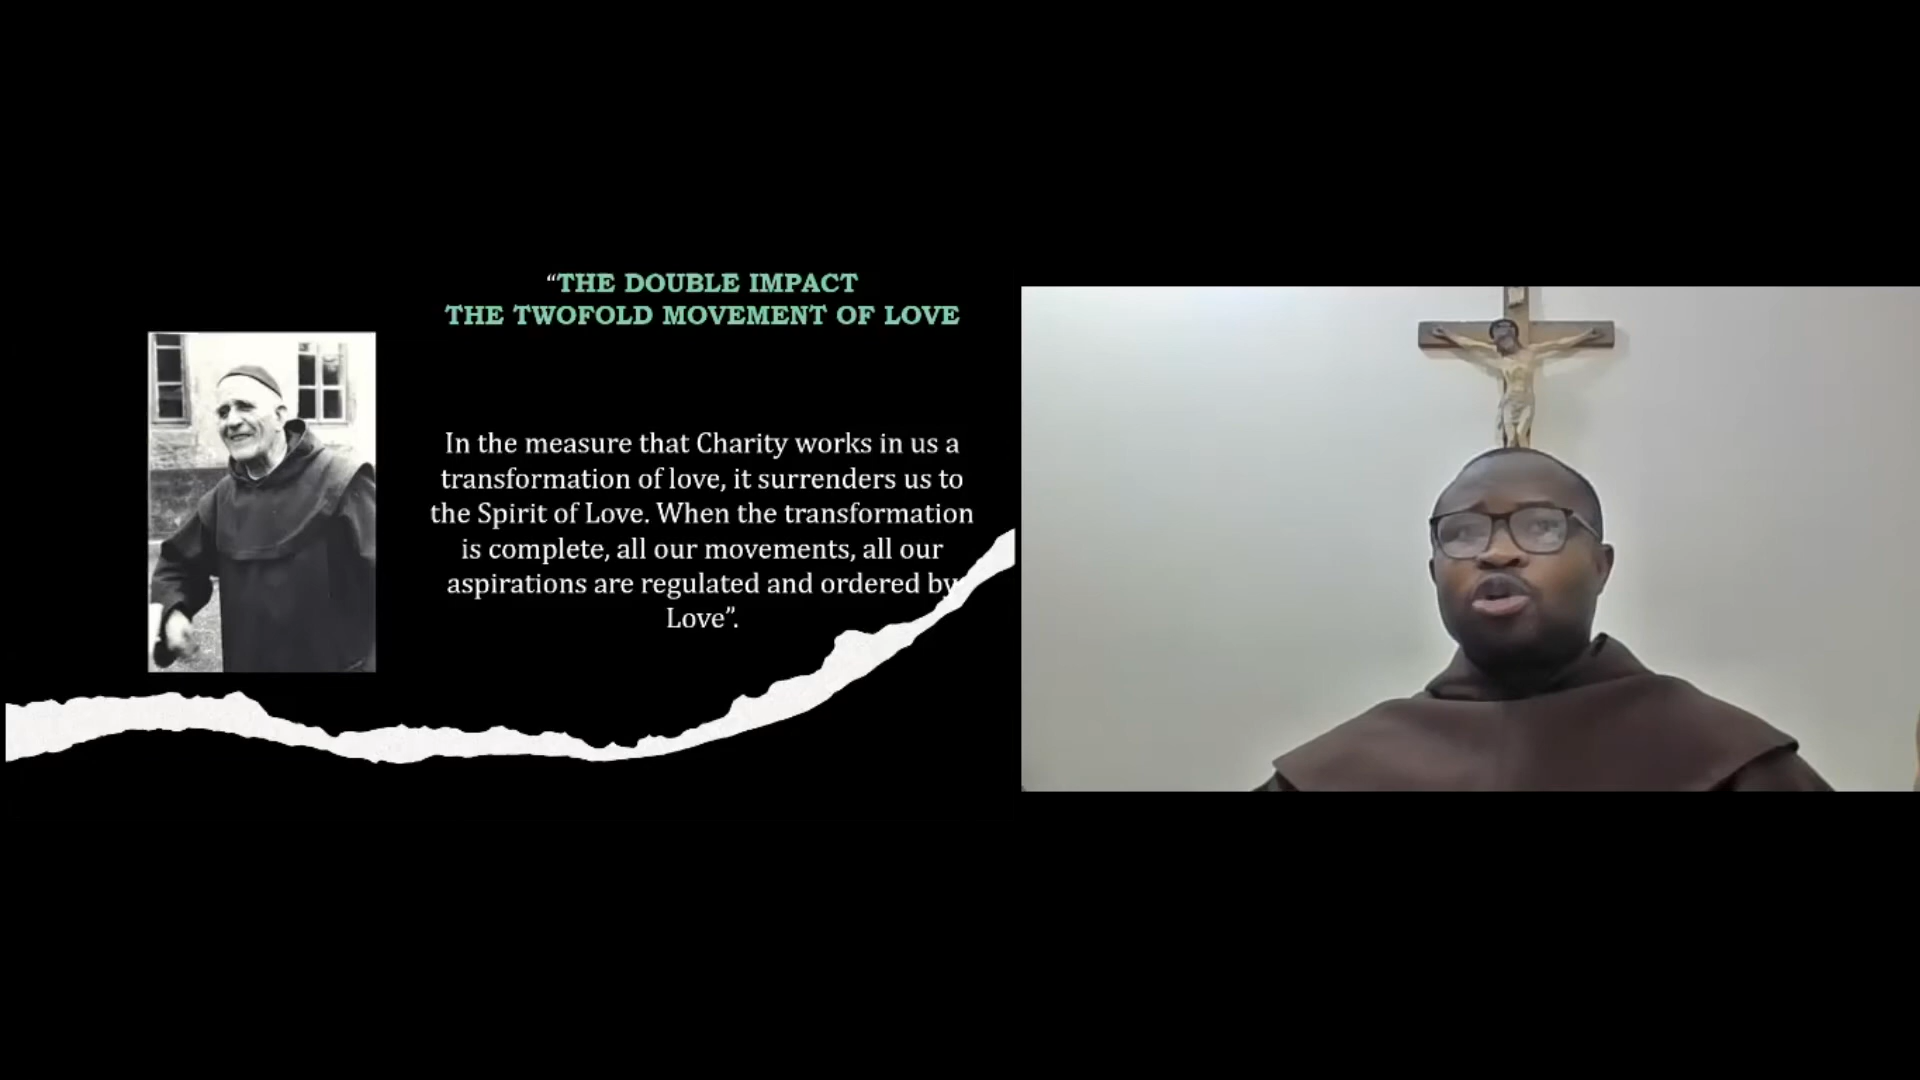 “THE DOUBLE IMPACT
THE TWOFOLD MOVEMENT OF LOVE
In the measure that Charity works in us a
transformation of love, it surrenders us to
the Spirit of Love. When the transformation
is complete, all our movements, all our
aspirations are regulated and ordered by
Love”.